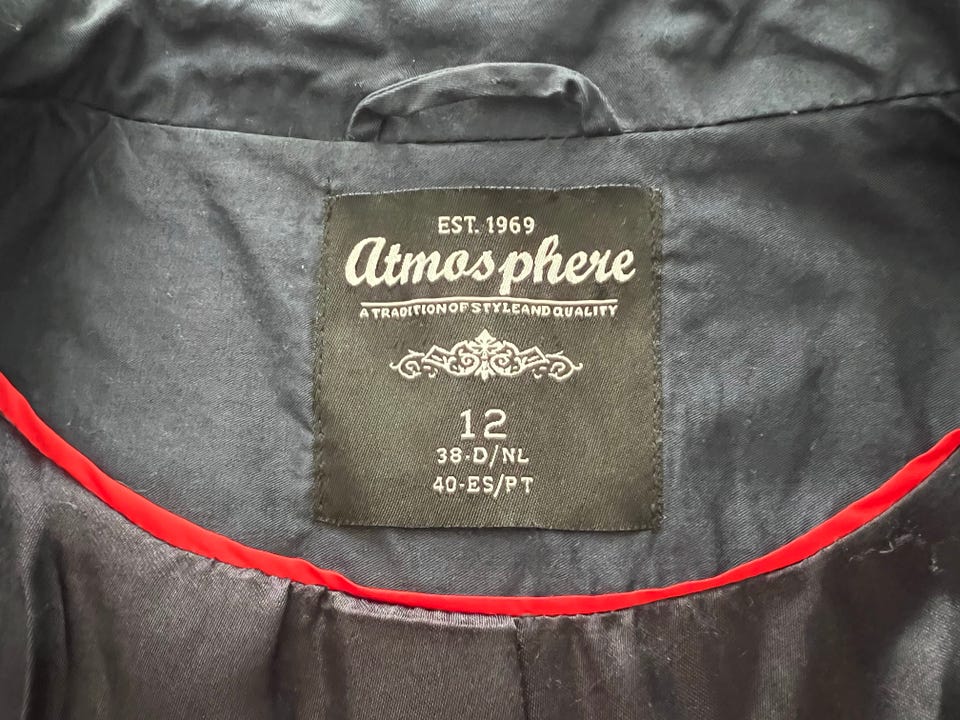 EST. 1969
Atmosphere
A TRADITION OF STYLE AND QUALITY
12
38-D/NL
40-ES/PT